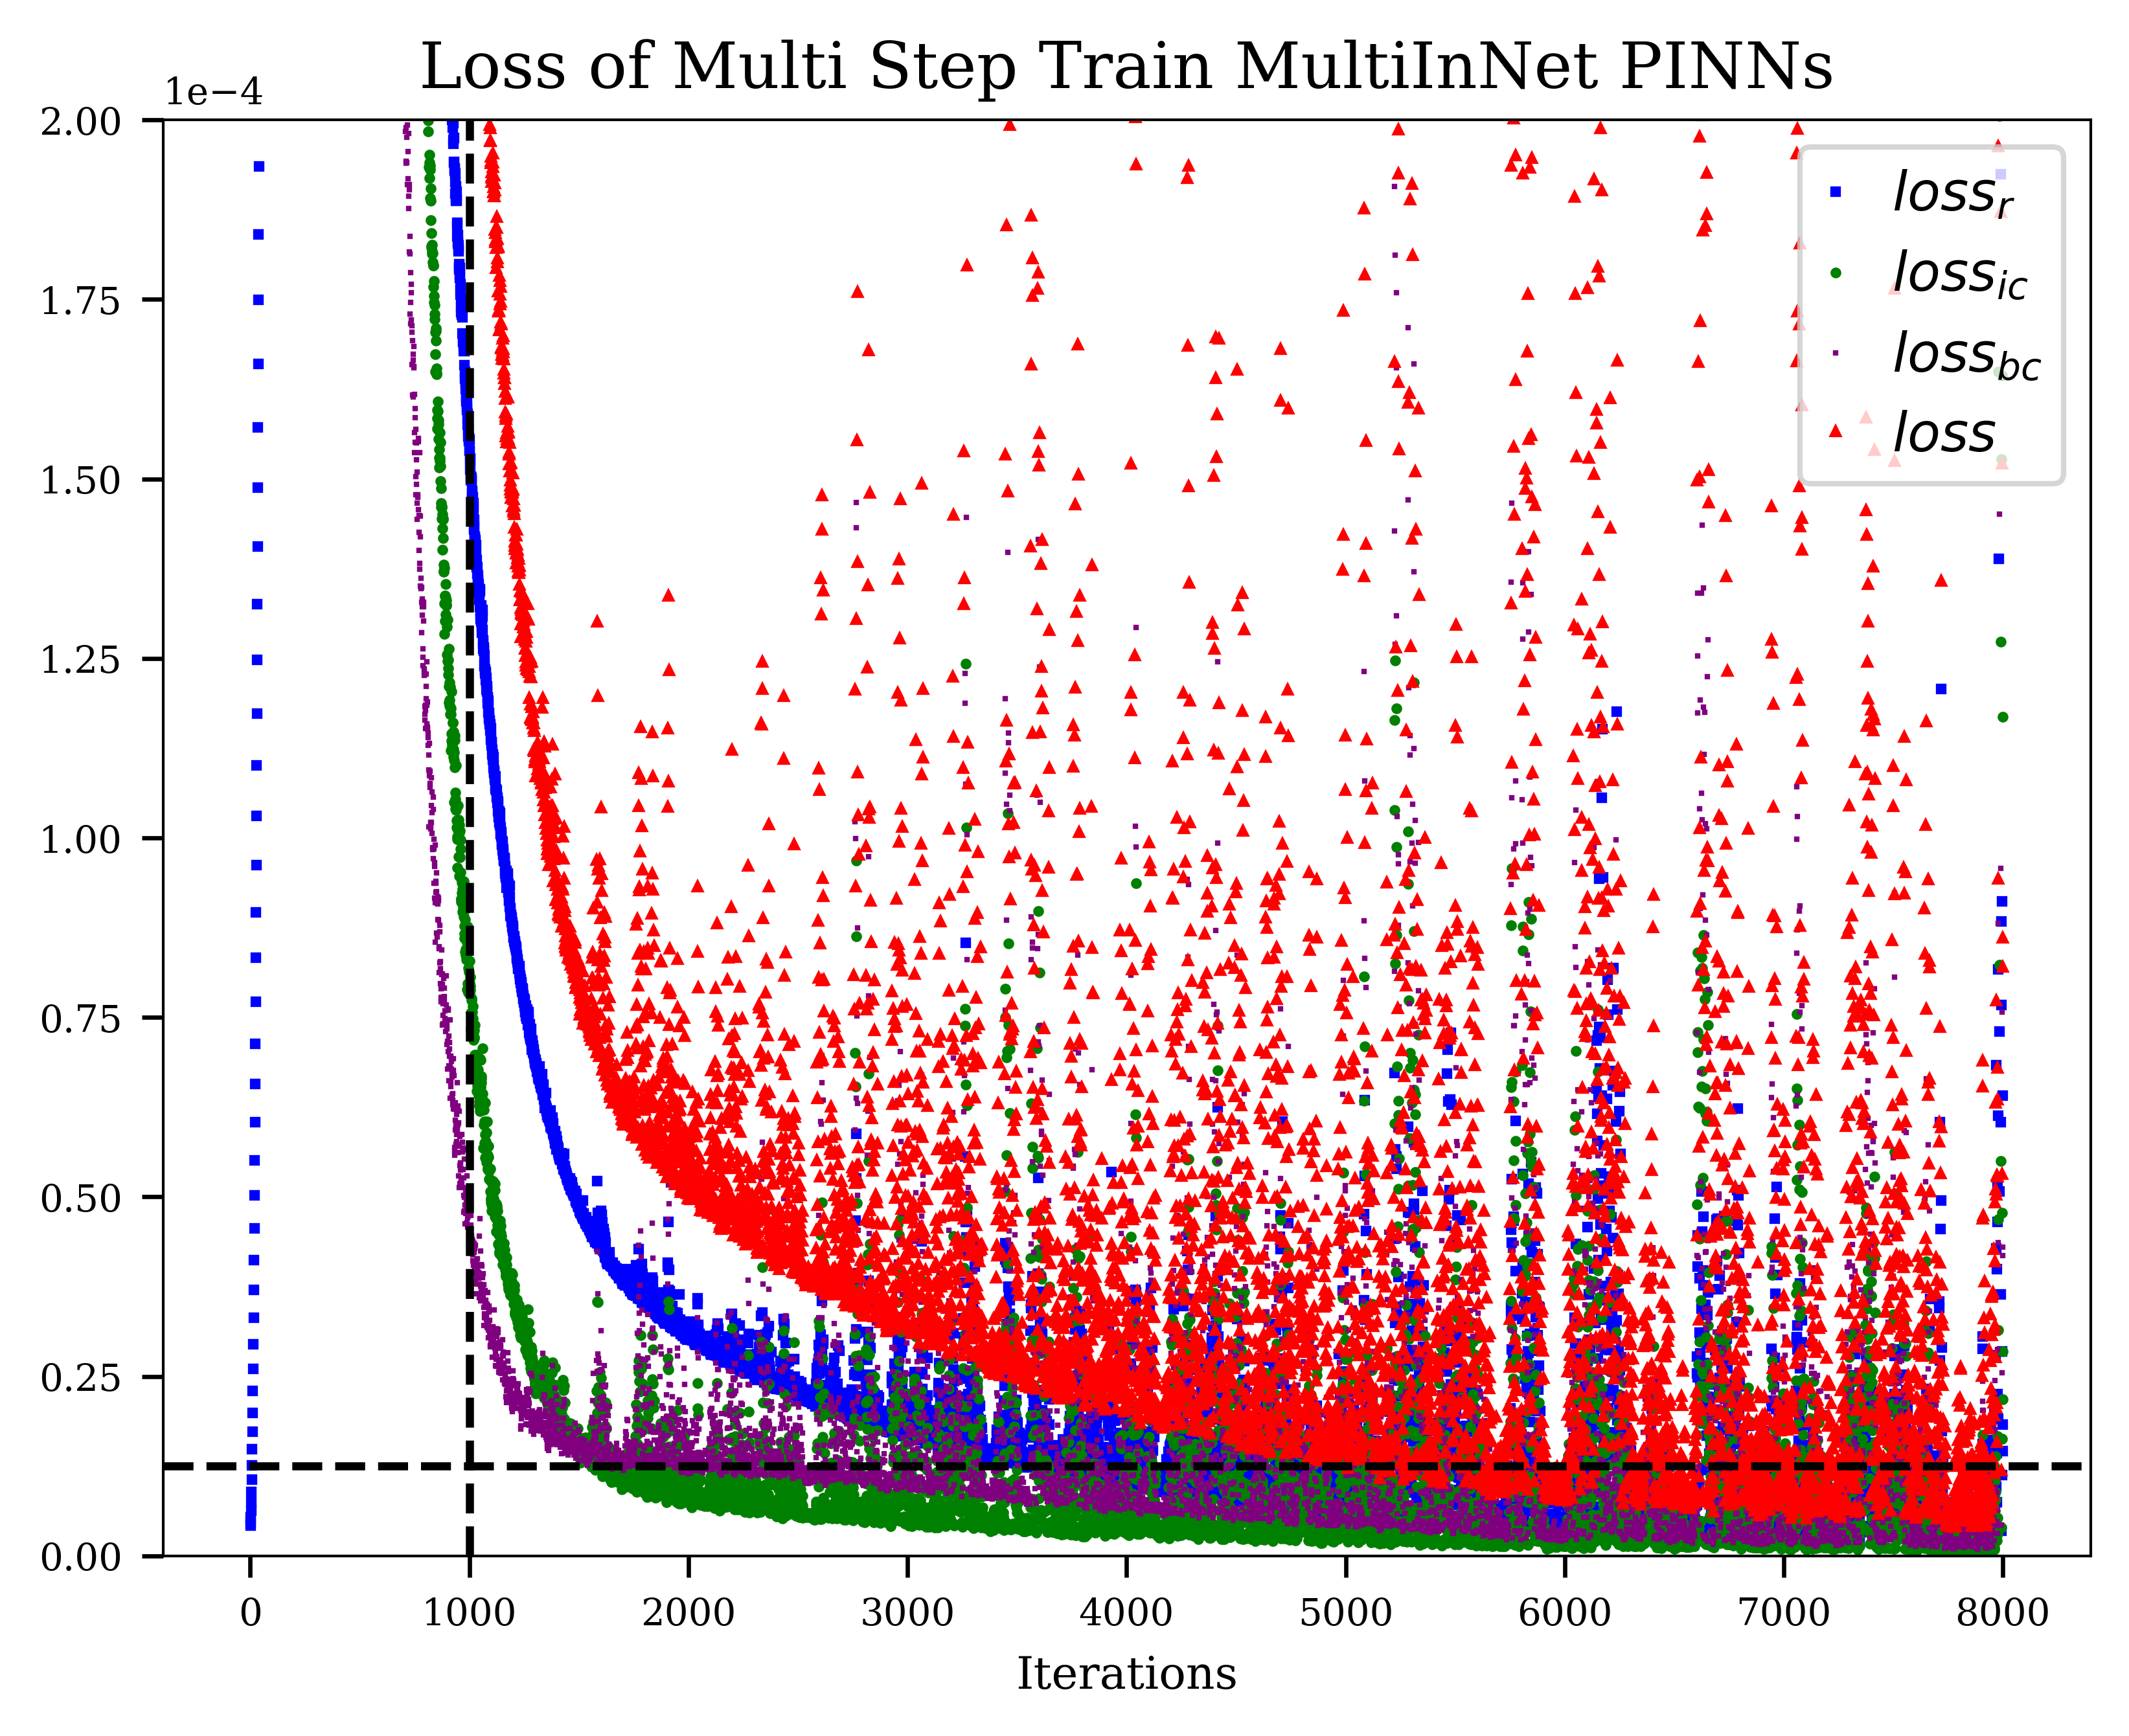 Loss of Multi Step Train MultiInNet PINNs
1e−4
2.00
1.75
1.50
1.25
1.00
0.75
0.50
0.25
0.00
loss_r
loss_ic
loss_bc
loss
0 1000 2000 3000 4000 5000 6000 7000 8000
Iterations